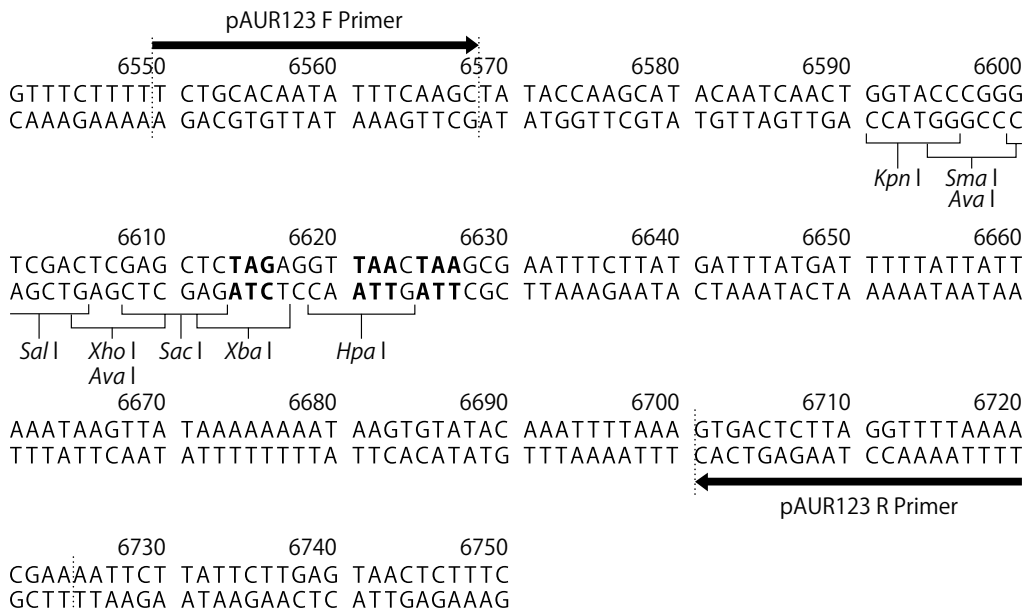 pAUR123 F Primer
6550 6560 6570 6580 6590 6600
GTTTCTTTTT CTGCACAATA TTTCAAGCTA TACCAAGCAT ACAATCAACT GGTACCCGGG
CAAAGAAAAA GACGTGTTAT AAAGTTCGAT ATGGTTCGTA TGTTAGTTGA CCATGGGCCC
Kpn I Sma I
Ava I
6610 6620 6630 6640 6650 6660
TCGACTCGAG CTCTAGAGGT TAACTAAGCG AATTTCTTAT GATTTATGAT TTTTATTATT
AGCTGAGCTC GAGATCTCCA ATTGATTCGC TTAAAGAATA CTAAATACTA AAAATAATAA
Sal I Xho I Sac I Xba I Hpa I
Ava I
6670 6680 6690 6700 6710 6720
AAATAAGTTA TAAAAAAAAT AAGTGTATAC AAATTTTAAA GTGACTCTTA GGTTTTAAAA
TTTATTCAAT ATTTTTTTTA TTCACATATG TTTAAAATTT CACTGAGAAT CCAAAATTTT
pAUR123 R Primer
6730 6740 6750
CGAAAATTCT TATTCTTGAG TAACTCTTTC
GCTTTTAAGA ATAAGAACTC ATTGAGAAAG